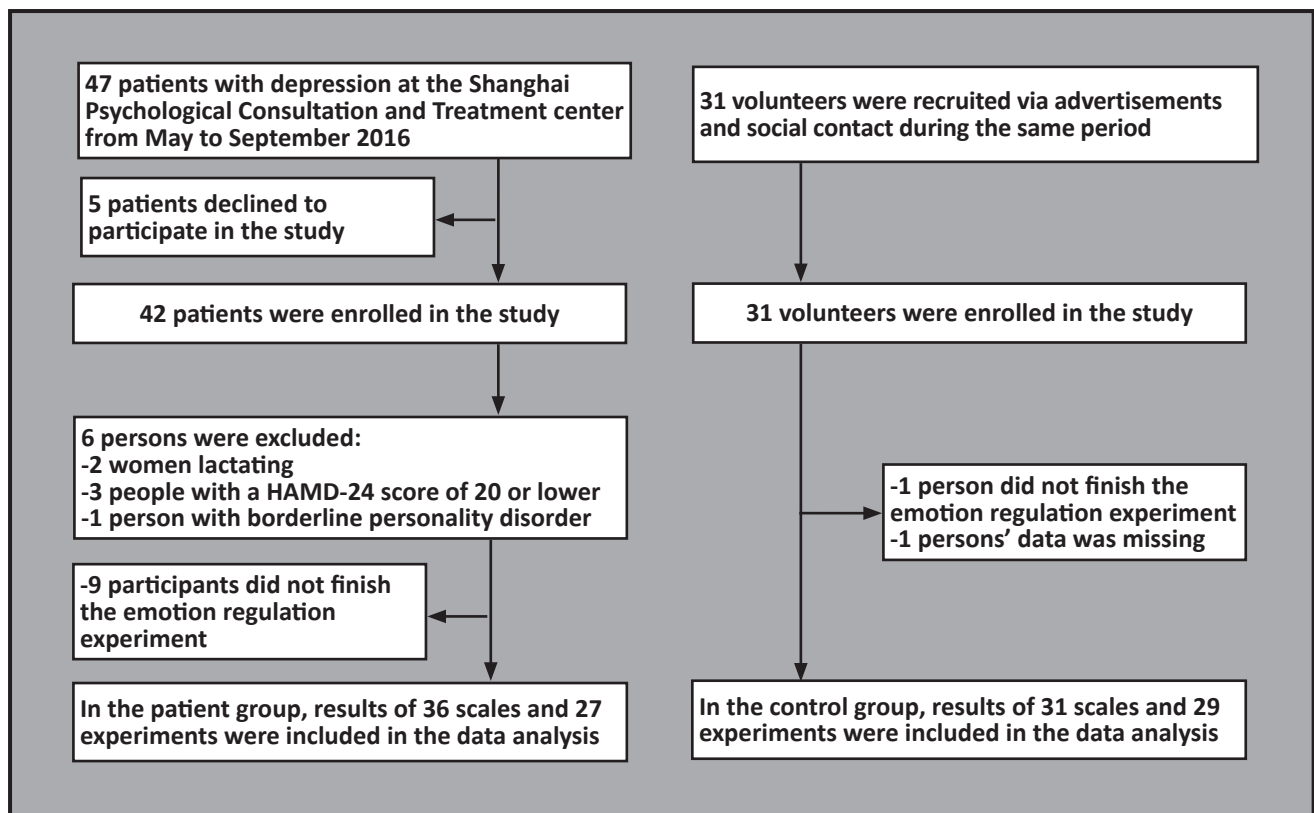 47 patients with depression at the Shanghai
Psychological Consultation and Treatment center
from May to September 2016
31 volunteers were recruited via advertisements
and social contact during the same period
5 patients declined to
participate in the study
42 patients were enrolled in the study
31 volunteers were enrolled in the study
6 persons were excluded:
-2 women lactating
-3 people with a HAMD-24 score of 20 or lower
-1 person with borderline personality disorder
-1 person did not finish the
emotion regulation experiment
-1 persons’ data was missing
-9 participants did not finish
the emotion regulation
experiment
In the patient group, results of 36 scales and 27
experiments were included in the data analysis
In the control group, results of 31 scales and 29
experiments were included in the data analysis